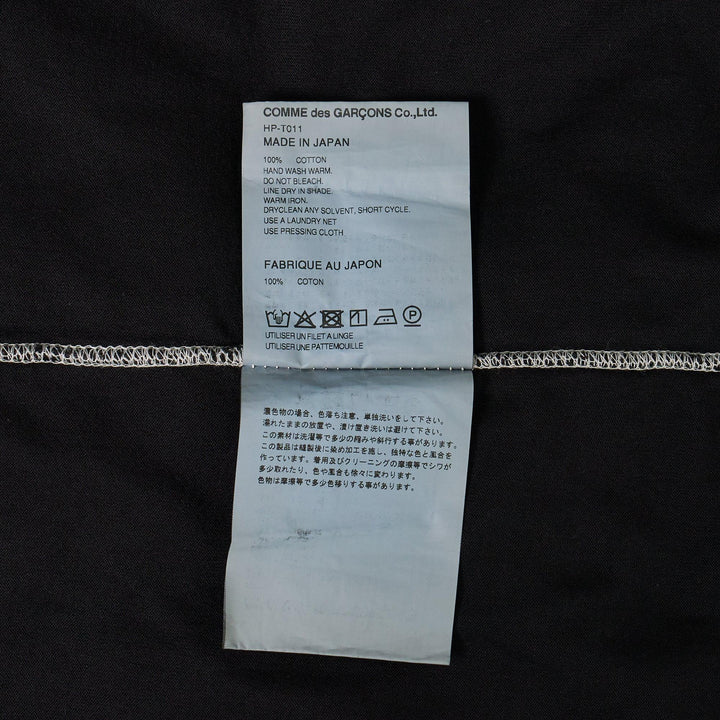 COMME des GARÇONS Co.,Ltd.
HP-T011
MADE IN JAPAN
100% COTTON
HAND WASH WARM.
DO NOT BLEACH.
LINE DRY IN SHADE.
WARM IRON.
DRYCLEAN ANY SOLVENT, SHORT CYCLE.
USE A LAUNDRY NET
USE PRESSING CLOTH
FABRIQUE AU JAPON
100% COTON
P
UTILISER UN FILET A LINGE
UTILISER UNE PATTEMOUILLE
濃色物の場合、色落ち注意、単独洗いをして下さい。
濡れたままの放置や、漬け置き洗いは避けて下さい。
この素材は洗濯等で多少の縮みや斜行する事があります。
この製品は縫製後に染め加工を施し、独特な色と風合を
作っています。着用及びクリーニングの摩擦等でシワが
多少取れたり、色や風合も徐々に変わります。
色物は摩擦等で多少色移りする事があります。